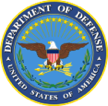 DEPARTMENT OF DEFENSE
UNITED STATES OF AMERICA